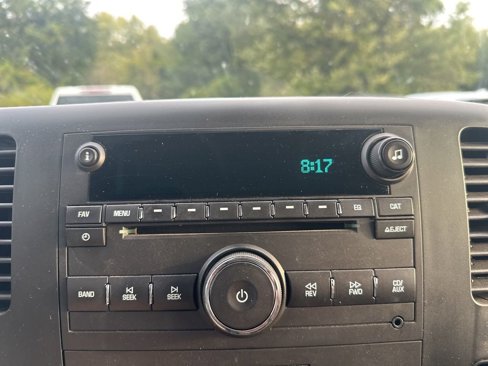 8:17
FAV MENU EQ CAT
EJECT
BAND SEEK SEEK REV FWD CD/
AUX